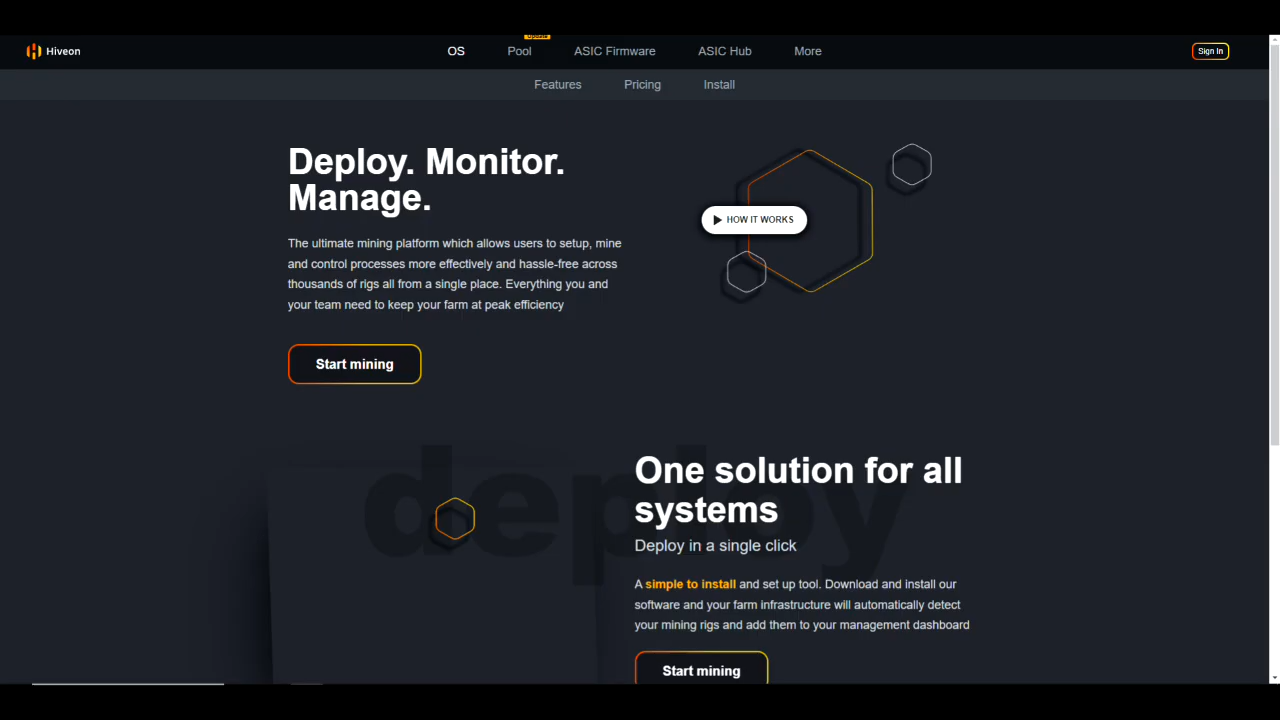 Hiveon
OS
Pool
Update
ASIC Firmware
ASIC Hub
More
Sign In
Features
Pricing
Install
Deploy. Monitor.
Manage.
The ultimate mining platform which allows users to setup, mine
and control processes more effectively and hassle-free across
thousands of rigs all from a single place. Everything you and
your team need to keep your farm at peak efficiency
HOW IT WORKS
Start mining
deploy
One solution for all
systems
Deploy in a single click
A simple to install and set up tool. Download and install our
software and your farm infrastructure will automatically detect
your mining rigs and add them to your management dashboard
Start mining